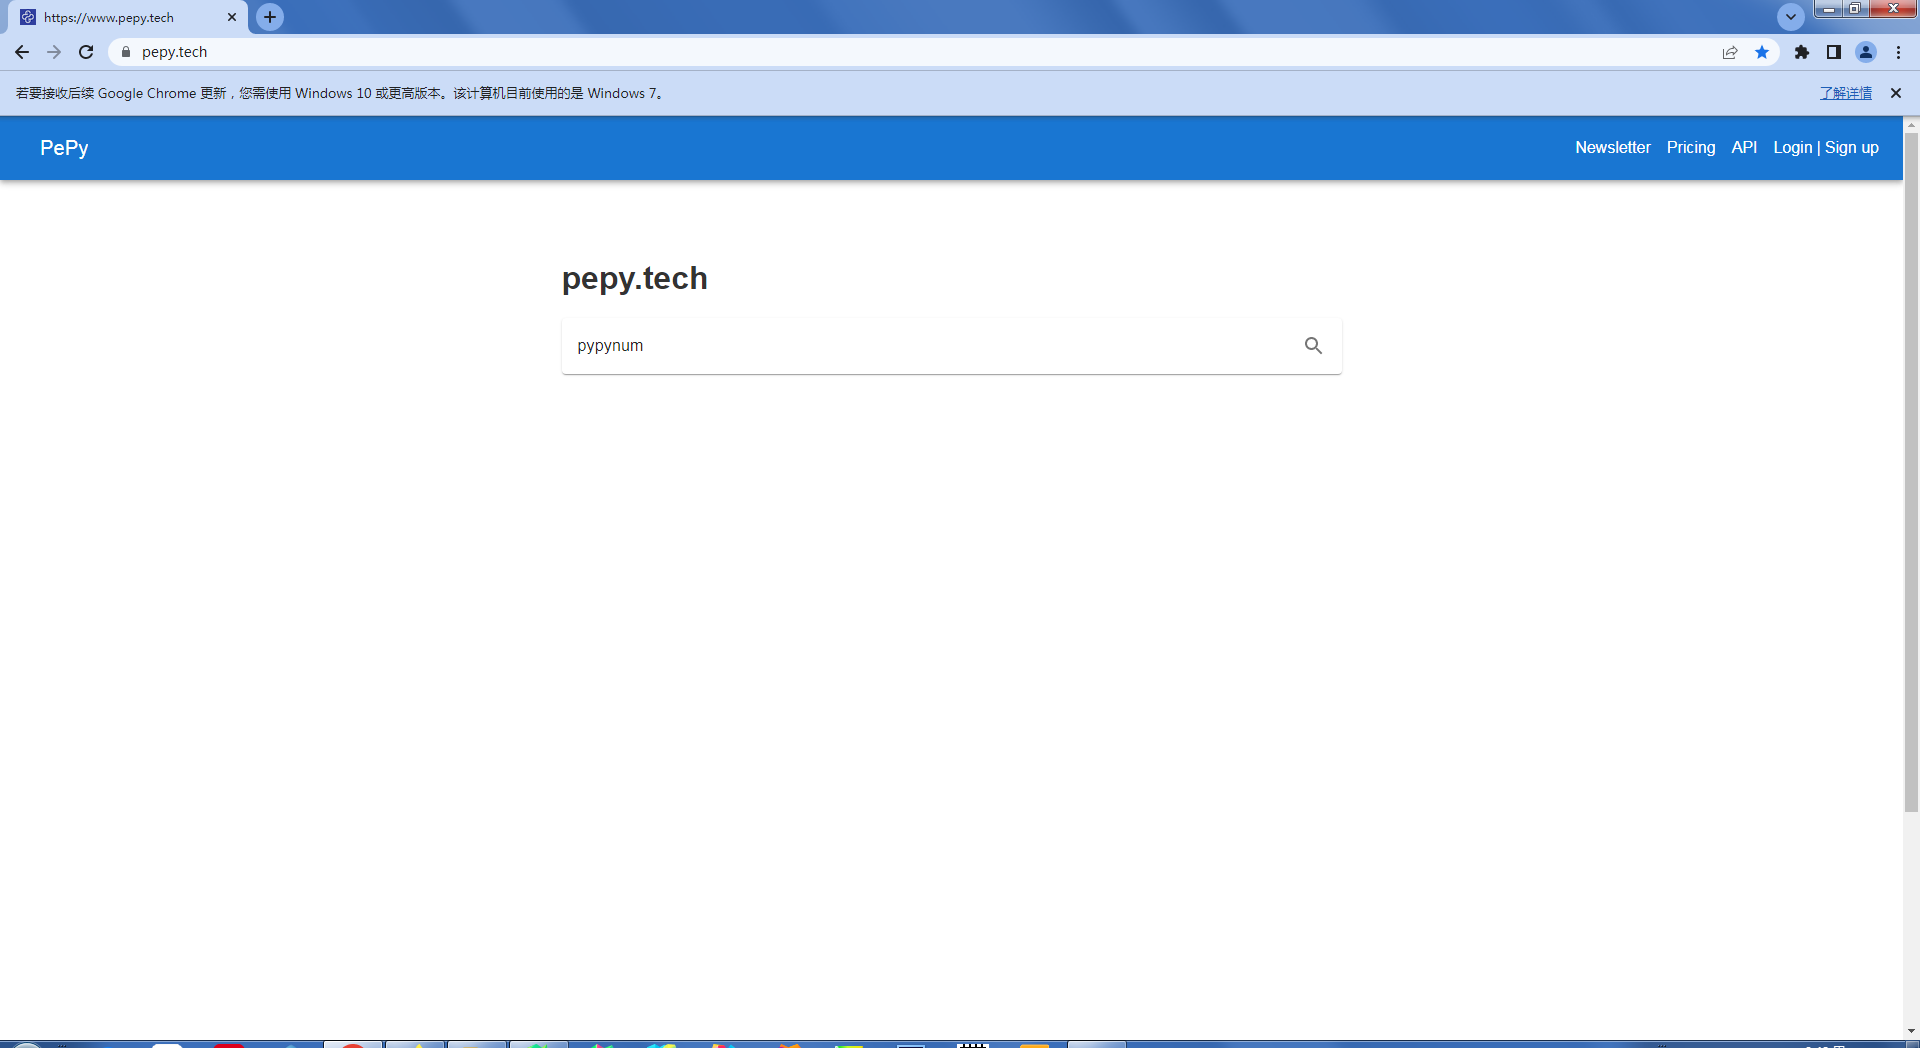 https://www.pepy.tech
pepy.tech
若要接收后续 Google Chrome 更新，您需使用 Windows 10 或更高版本。该计算机目前使用的是 Windows 7。 了解详情
PePy Newsletter Pricing API Login | Sign up
pepy.tech
pypynum